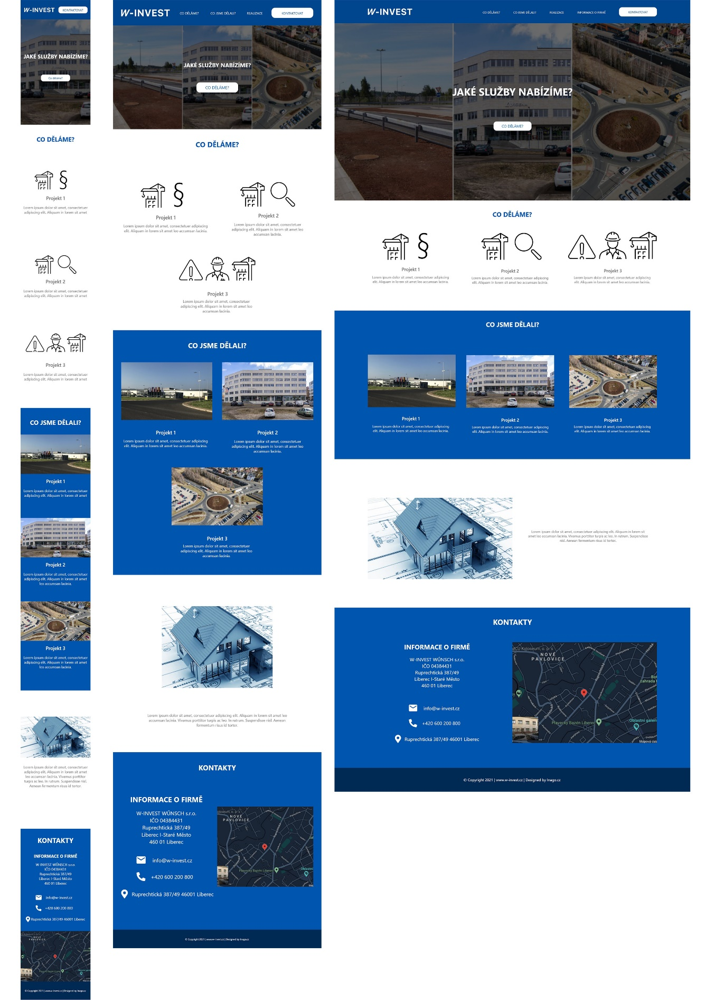 W-INVEST
KONTAKTOVAT
JAKÉ SLUŽBY NABÍZÍME?
Co děláme?
CO DĚLÁME?
Projekt 1
Lorem ipsum dolor sit amet, consectetuer
adipiscing elit. Aliquam in lorem sit amet
Projekt 2
Lorem ipsum dolor sit amet, consectetuer
adipiscing elit. Aliquam in lorem sit amet
Projekt 3
Lorem ipsum dolor sit amet, consectetuer
adipiscing elit. Aliquam in lorem sit amet
CO JSME DĚLALI?
Projekt 1
Lorem ipsum dolor sit amet, consectetuer
adipiscing elit. Aliquam in lorem sit amet
Projekt 2
Lorem ipsum dolor sit amet, consectetuer
adipiscing elit. Aliquam in lorem sit amet
leo accumsan lacinia.
Projekt 3
Lorem ipsum dolor sit amet, consectetuer
adipiscing elit. Aliquam in lorem sit amet
leo accumsan lacinia.
Lorem ipsum dolor sit amet, consectetuer
adipiscing elit. Aliquam in lorem sit amet
leo accumsan lacinia. Vivamus porttitor
turpis ac leo. In rutrum. Suspendisse nisl.
Aenean fermentum risus id tortor.
KONTAKTY
INFORMACE O FIRMĚ
W-INVEST WÜNSCH s.r.o.
IČO 04384431
Ruprechtická 387/49
Liberec I-Staré Město
460 01 Liberec
info@w-invest.cz
+420 600 200 800
Ruprechtická 387/49 46001 Liberec
NOVÉ
PAVLOVICE
© Copyright 2021 | www.w-invest.cz | Designed by Inago.cz
W-INVEST
CO DĚLÁME?
CO JSME DĚLALI?
REALIZACE
KONTAKTOVAT
JAKÉ SLUŽBY NABÍZÍME?
CO DĚLÁME?
CO DĚLÁME?
Projekt 1
Lorem ipsum dolor sit amet, consectetuer adipiscing
elit. Aliquam in lorem sit amet leo accumsan lacinia.
Projekt 2
Lorem ipsum dolor sit amet, consectetuer
adipiscing elit. Aliquam in lorem sit amet leo
accumsan lacinia.
Projekt 3
Lorem ipsum dolor sit amet, consectetuer
adipiscing elit. Aliquam in lorem sit amet leo
accumsan lacinia.
CO JSME DĚLALI?
Projekt 1
Lorem ipsum dolor sit amet, consectetuer adipiscing
elit. Aliquam in lorem sit amet leo accumsan lacinia.
Projekt 2
Lorem ipsum dolor sit amet, consectetuer
adipiscing elit. Aliquam in lorem sit amet leo
accumsan lacinia.
Projekt 3
Lorem ipsum dolor sit amet, consectetuer
adipiscing elit. Aliquam in lorem sit amet leo
accumsan lacinia.
Lorem ipsum dolor sit amet, consectetuer adipiscing elit. Aliquam in lorem sit amet leo
accumsan lacinia. Vivamus porttitor turpis ac leo. In rutrum. Suspendisse nisl. Aenean
fermentum risus id tortor.
KONTAKTY
INFORMACE O FIRMĚ
W-INVEST WÜNSCH s.r.o.
IČO 04384431
Ruprechtická 387/49
Liberec I-Staré Město
460 01 Liberec
info@w-invest.cz
+420 600 200 800
Ruprechtická 387/49 46001 Liberec
NOVÉ
PAVLOVICE
Plavecký Bazén Liberec
Oblastní
© Copyright 2021 | www.w-invest.cz | Designed by Inago.cz
W-INVEST
CO DĚLÁME?
CO JSME DĚLALI?
REALIZACE
INFORMACE O FIRMĚ
KONTAKTOVAT
JAKÉ SLUŽBY NABÍZÍME?
CO DĚLÁME?
CO DĚLÁME?
Projekt 1
Lorem ipsum dolor sit amet, consectetuer adipiscing
elit. Aliquam in lorem sit amet leo accumsan lacinia.
Projekt 2
Lorem ipsum dolor sit amet, consectetuer adipiscing
elit. Aliquam in lorem sit amet leo accumsan lacinia.
Projekt 3
Lorem ipsum dolor sit amet, consectetuer adipiscing
elit. Aliquam in lorem sit amet leo accumsan lacinia.
CO JSME DĚLALI?
Projekt 1
Lorem ipsum dolor sit amet, consectetuer adipiscing
elit. Aliquam in lorem sit amet leo accumsan lacinia.
Projekt 2
Lorem ipsum dolor sit amet, consectetuer adipiscing
elit. Aliquam in lorem sit amet leo accumsan lacinia.
Projekt 3
Lorem ipsum dolor sit amet, consectetuer adipiscing
elit. Aliquam in lorem sit amet leo accumsan lacinia.
Lorem ipsum dolor sit amet, consectetuer adipiscing elit. Aliquam in lorem sit
amet leo accumsan lacinia. Vivamus porttitor turpis ac leo. In rutrum. Suspendisse
nisl. Aenean fermentum risus id tortor.
KONTAKTY
INFORMACE O FIRMĚ
W-INVEST WÜNSCH s.r.o.
IČO 04384431
Ruprechtická 387/49
Liberec I-Staré Město
460 01 Liberec
info@w-invest.cz
+420 600 200 800
Ruprechtická 387/49 46001 Liberec
MCU Koloseum, o. p. s
NOVÉ
PAVLOVICE
Bot
zahrada
Ruprechtická
Plavecký Bazén Liberec
Oblastní galeri
Mapová dat
© Copyright 2021 | www.w-invest.cz | Designed by Inago.cz